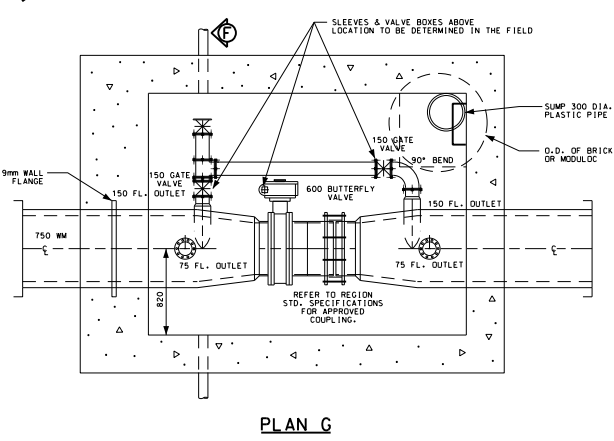 F
SLEEVES & VALVE BOXES ABOVE
LOCATION TO BE DETERMINED IN THE FIELD
SUMP 300 DIA.
PLASTIC PIPE
O.D. OF BRICK
OR MODULOC
150 GATE
VALVE
90° BEND
9mm WALL
FLANGE
150 GATE
VALVE
150 FL. OUTLET
600 BUTTERFLY
VALVE
150 FL. OUTLET
750 WM
℄
℄
75 FL. OUTLET
75 FL. OUTLET
820
REFER TO REGION
STD. SPECIFICATIONS
FOR APPROVED
COUPLING.
PLAN G